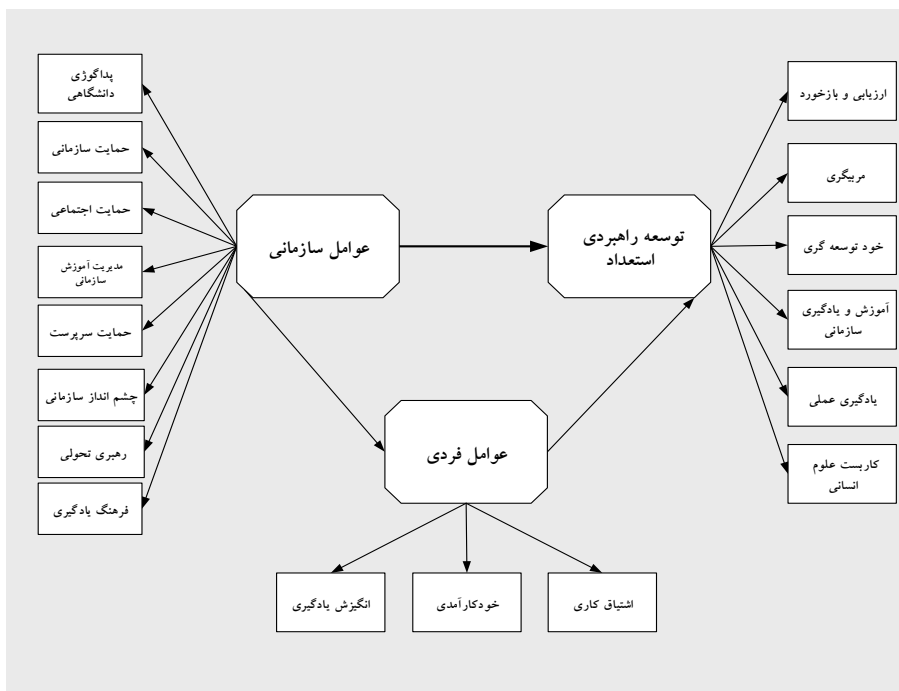 ارزیابی و بازخورد
مربیگری
خود توسعه گری
آموزش و یادگیری
سازمانی
یادگیری عملی
کاربست علوم
انسانی
توسعه راهبردی
استعداد
عوامل سازمانی
عوامل فردی
پداگوژی
دانشگاهی
حمایت سازمانی
حمایت اجتماعی
مدیریت آموزش
سازمانی
حمایت سرپرست
چشم انداز سازمانی
رهبری تحولی
فرهنگ یادگیری
اشتیاق کاری
خودکارآمدی
انگیزش یادگیری